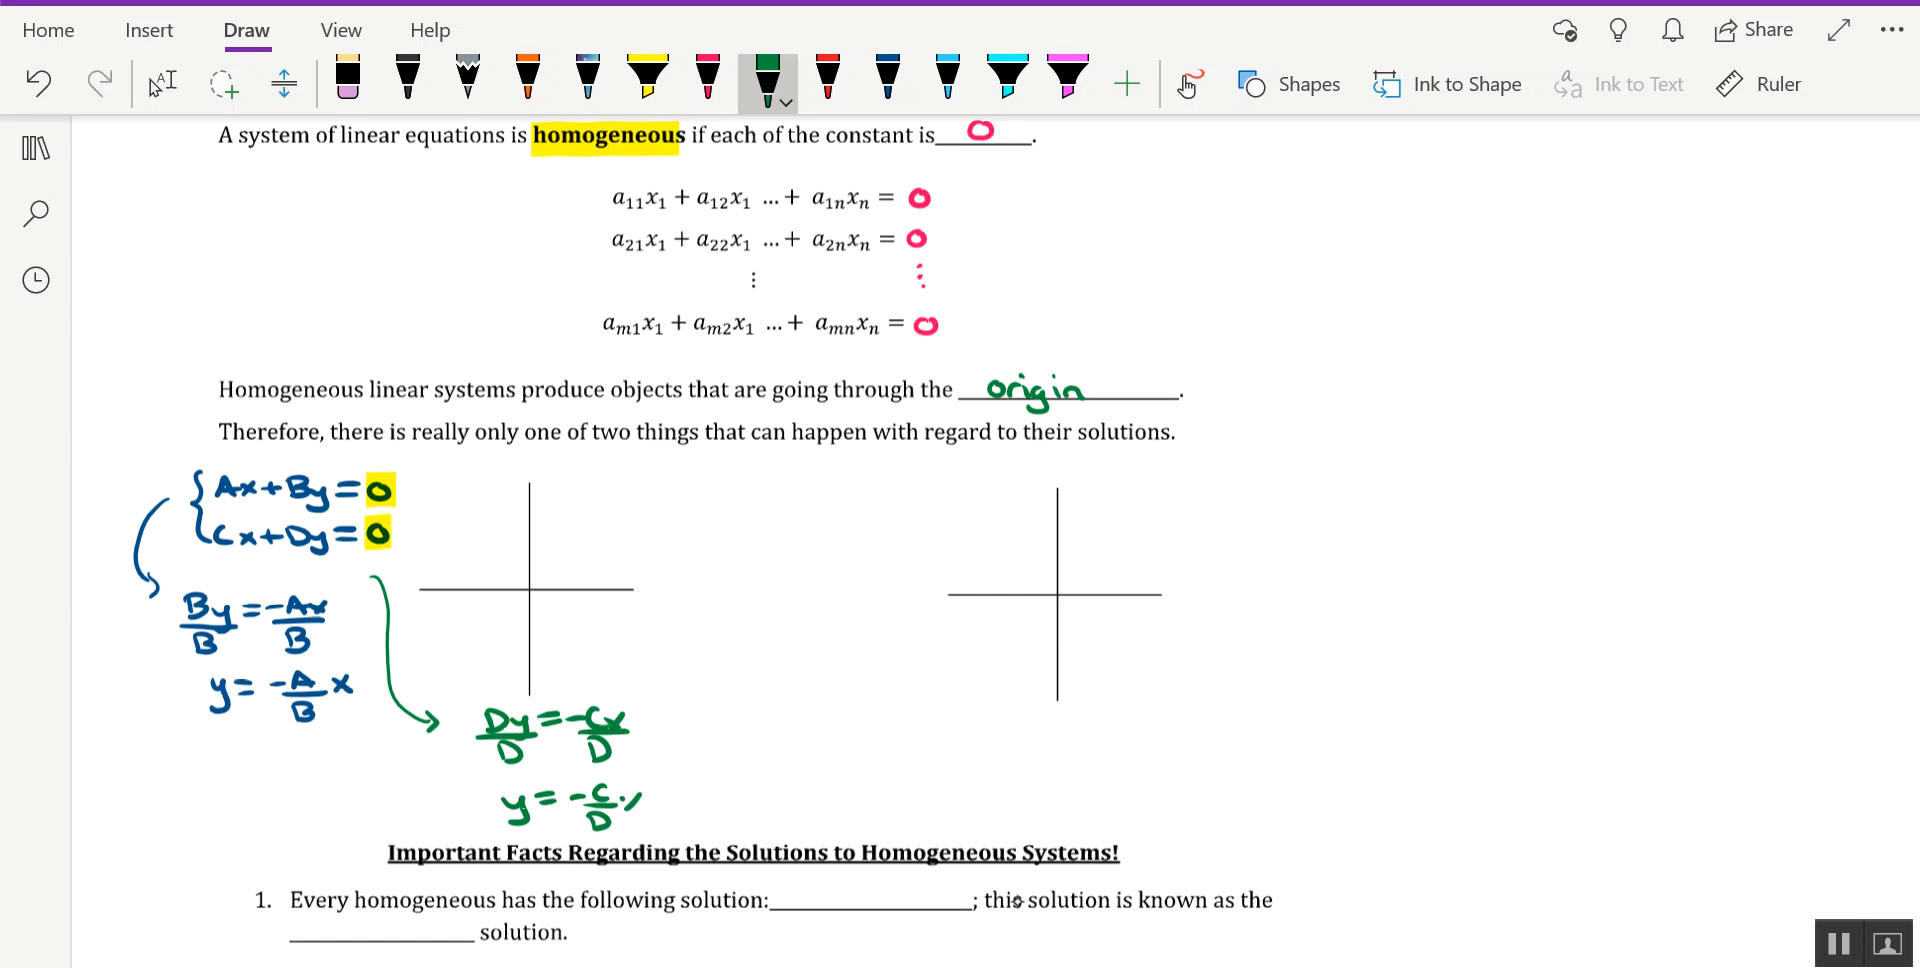 Home Insert Draw View Help Share
Shapes Ink to Shape Ink to Text Ruler
A system of linear equations is homogeneous if each of the constant is 0.
a₁₁x₁ + a₁₂x₁ ...+ a₁ₙxₙ = 0
a₂₁x₁ + a₂₂x₁ ...+ a₂ₙxₙ = 0
⋮ ⋮
aₘ₁x₁ + aₘ₂x₁ ...+ aₘₙxₙ = 0
Homogeneous linear systems produce objects that are going through the origin.
Therefore, there is really only one of two things that can happen with regard to their solutions.
Ax+By=0
Cx+Dy=0
By/B = -Ax/B
y = -A/B x
Dy/D = -Cx/D
y = -C/D ·
Important Facts Regarding the Solutions to Homogeneous Systems!
1. Every homogeneous has the following solution:__________________; this solution is known as the
_________________ solution.